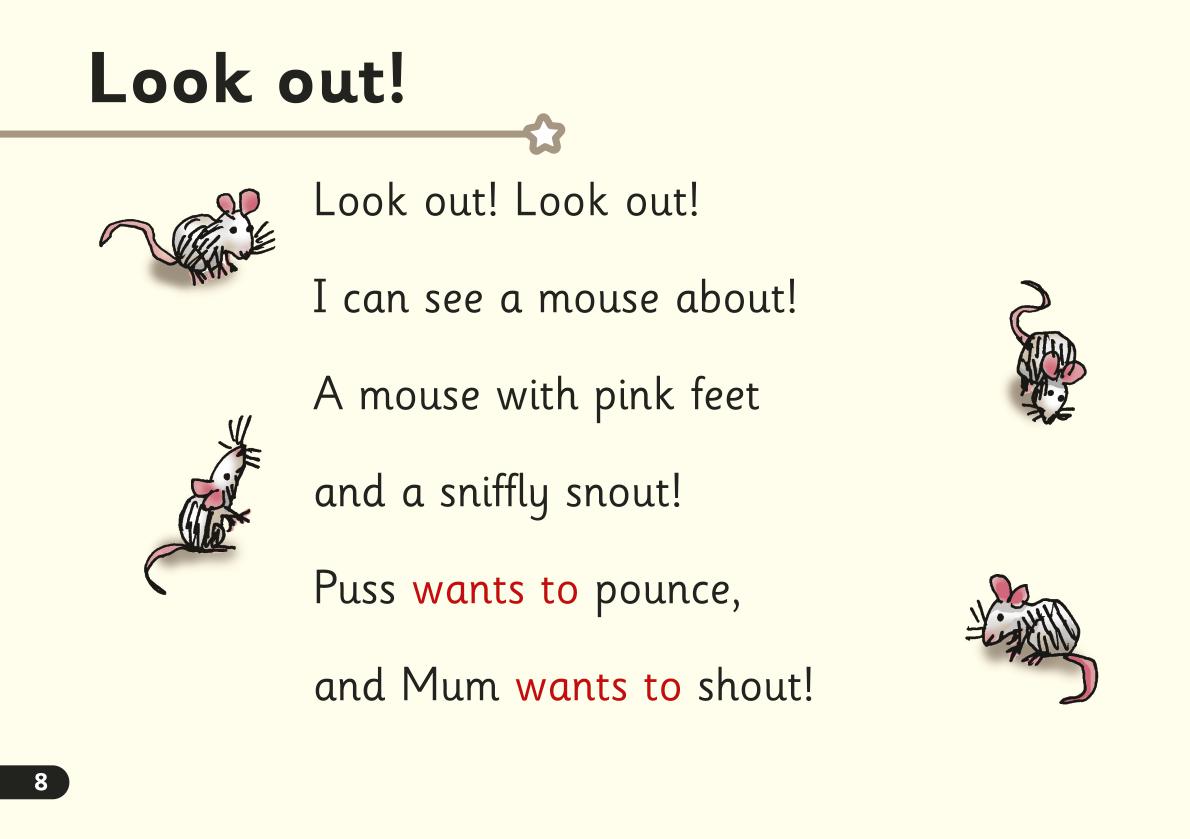 Look out!
Look out! Look out!
I can see a mouse about!
A mouse with pink feet
and a sniffly snout!
Puss wants to pounce,
and Mum wants to shout!
8